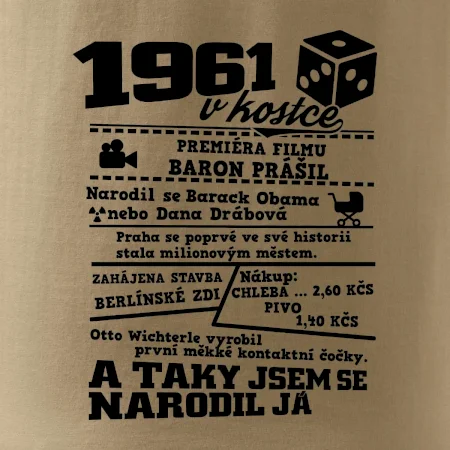 1961
v kostce
PREMIÉRA FILMU
BARON PRÁŠIL
Narodil se Barack Obama
nebo Dana Drábová
Praha se poprvé ve své historii
stala milionovým městem.
ZAHÁJENA STAVBA
BERLÍNSKÉ ZDI
Nákup:
CHLEBA ... 2,60 KČS
PIVO
1,40 KČS
Otto Wichterle vyrobil
první měkké kontaktní čočky.
A TAKY JSEM SE
NARODIL JÁ